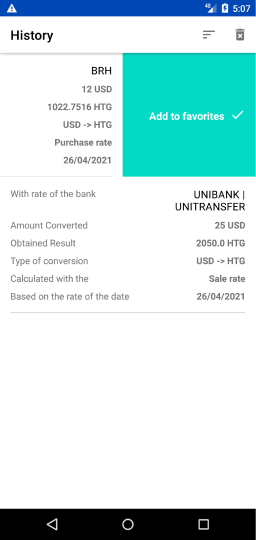 4G 5:07
History
BRH
12 USD
1022.7516 HTG
USD -> HTG
Purchase rate
26/04/2021
Add to favorites
With rate of the bank UNIBANK |
UNITRANSFER
Amount Converted 25 USD
Obtained Result 2050.0 HTG
Type of conversion USD -> HTG
Calculated with the Sale rate
Based on the rate of the date 26/04/2021